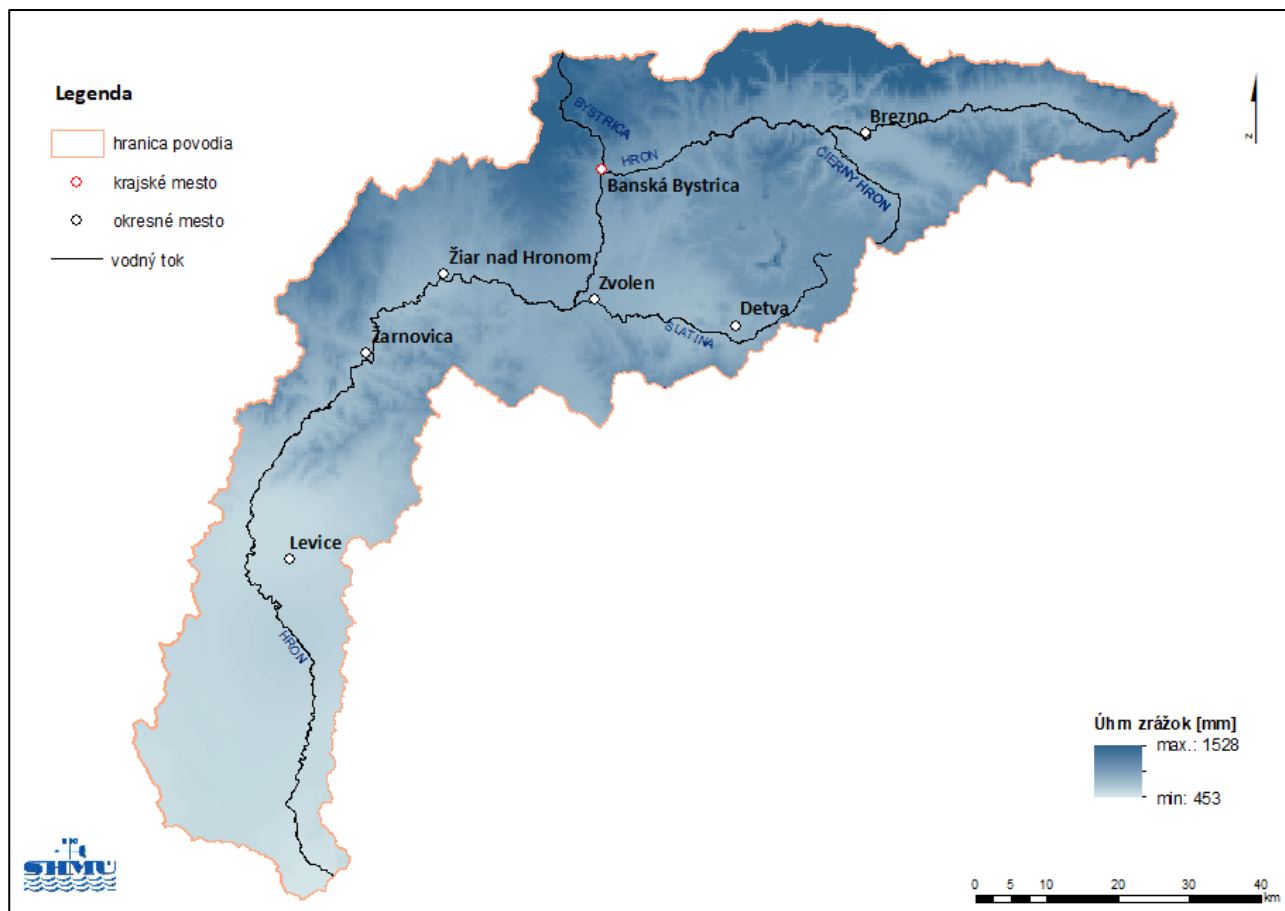 Legenda
hranica povodia
krajské mesto
okresné mesto
vodný tok
BYSTRICA
HRON
Brezno
ČIERNY HRON
Banská Bystrica
Žiar nad Hronom
Zvolen
Detva
SLATINA
Žarnovica
Levice
HRON
N
Úhrn zrážok [mm]
max.: 1528
min: 453
SHMÚ
0 5 10 20 30 40
km